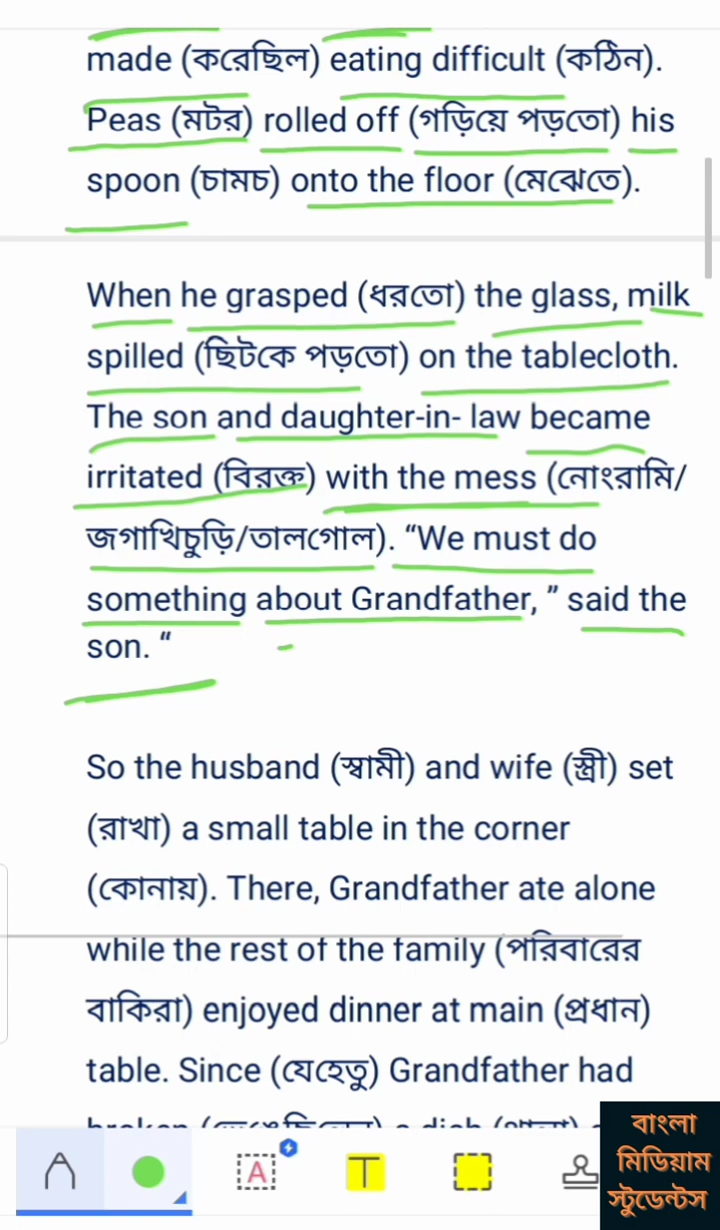 made (করেছিল) eating difficult (কঠিন).
Peas (মটর) rolled off (গড়িয়ে পড়তো) his
spoon (চামচ) onto the floor (মেঝেতে).
When he grasped (ধরতো) the glass, milk
spilled (ছিটকে পড়তো) on the tablecloth.
The son and daughter-in- law became
irritated (বিরক্ত) with the mess (নোংরামি/
জগাখিচুড়ি/তালগোল). “We must do
something about Grandfather, ” said the
son. “
So the husband (স্বামী) and wife (স্ত্রী) set
(রাখা) a small table in the corner
(কোনায়). There, Grandfather ate alone
while the rest of the family (পরিবারের
বাকিরা) enjoyed dinner at main (প্রধান)
table. Since (যেহেতু) Grandfather had
A
T
বাংলা
মিডিয়াম
স্টুডেন্টস